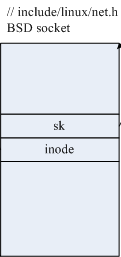 // include/linux/net.h
BSD socket
sk
inode